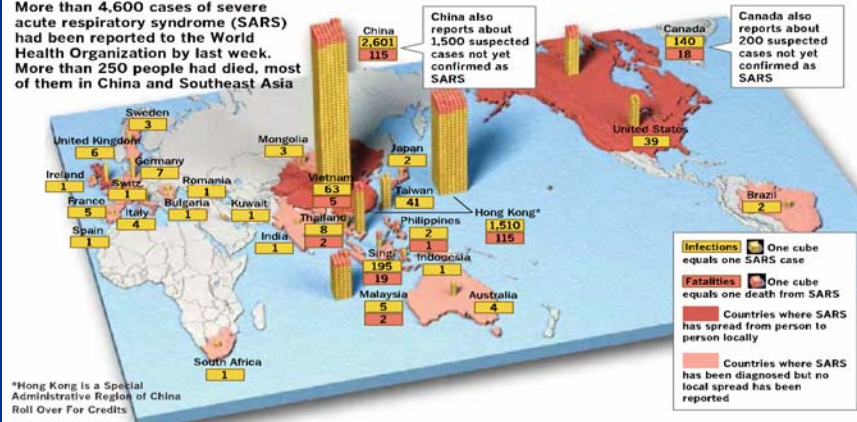 More than 4,600 cases of severe
acute respiratory syndrome (SARS)
had been reported to the World
Health Organization by last week.
More than 250 people had died, most
of them in China and Southeast Asia
China
2,601
115
China also
reports about
1,500 suspected
cases not yet
confirmed as
SARS
Canada
140
18
Canada also
reports about
200 suspected
cases not yet
confirmed as
SARS
Sweden
3
United Kingdom
6
Germany
7
Ireland
1
Switz
1
Romania
1
France
5
Italy
4
Bulgaria
1
Kuwait
1
Spain
1
Mongolia
3
Japan
2
United States
39
Vietnam
63
5
Taiwan
41
Brazil
2
Thailand
8
2
Philippines
2
1
Hong Kong*
1,510
115
India
1
Singi
195
19
Indonesia
1
Malaysia
5
2
Australia
4
South Africa
1
Infections One cube
equals one SARS case
Fatalities One cube
equals one death from SARS
Countries where SARS
has spread from person to
person locally
Countries where SARS
has been diagnosed but no
local spread has been
reported
*Hong Kong is a Special
Administrative Region of China
Roll Over For Credits